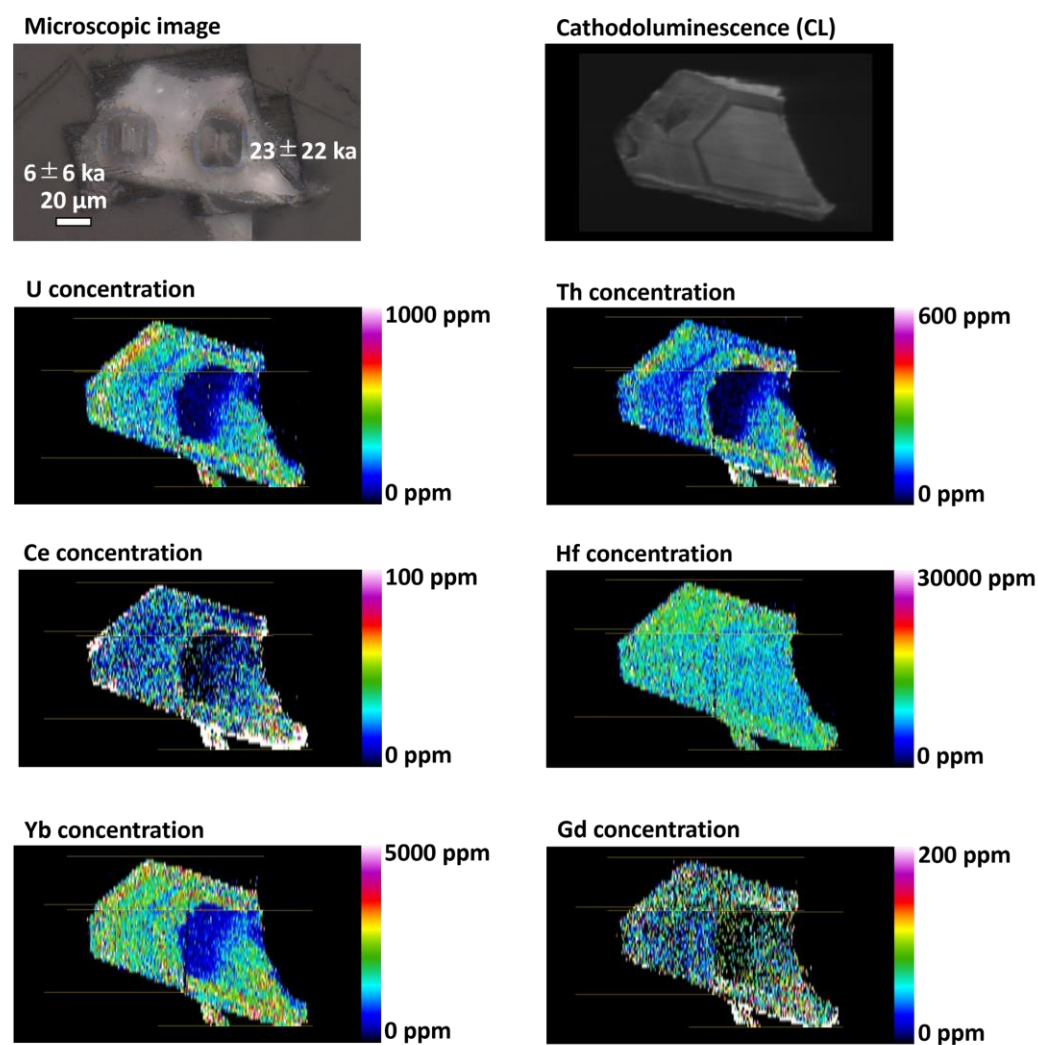 Microscopic image
Cathodoluminescence (CL)
6±6 ka
23±22 ka
20 µm
U concentration
1000 ppm
0 ppm
Th concentration
600 ppm
0 ppm
Ce concentration
100 ppm
0 ppm
Hf concentration
30000 ppm
0 ppm
Yb concentration
5000 ppm
0 ppm
Gd concentration
200 ppm
0 ppm